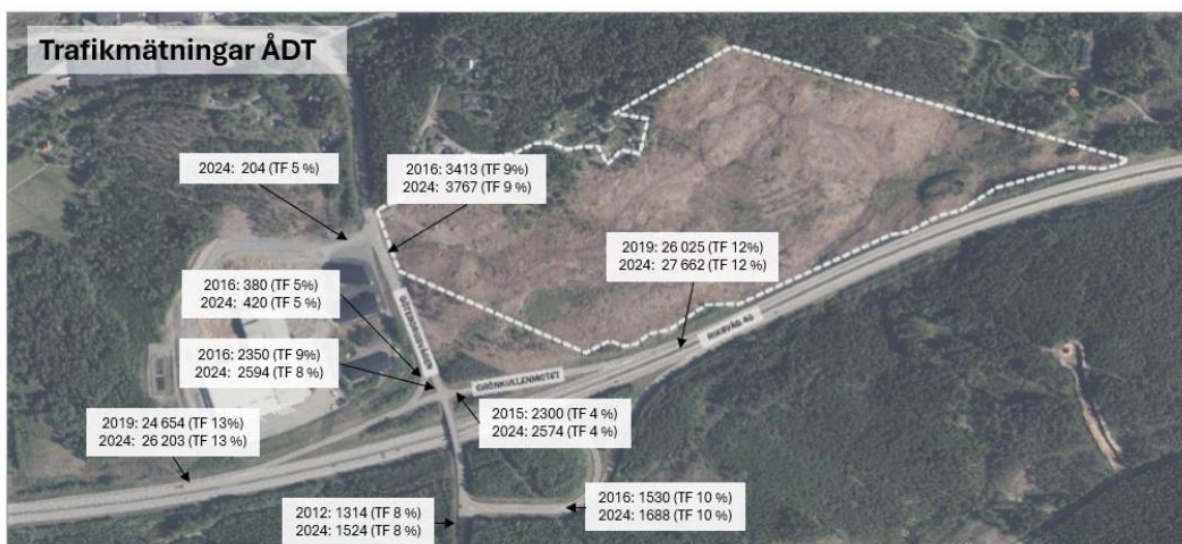 Trafikmätningar ÅDT
2024: 204 (TF 5 %)
2016: 3413 (TF 9%)
2024: 3767 (TF 9 %)
2019: 26 025 (TF 12%)
2024: 27 662 (TF 12 %)
2016: 380 (TF 5%)
2024: 420 (TF 5 %)
GÖTEBORGSVÄGEN
RIKSVÄG 40
2016: 2350 (TF 9%)
2024: 2594 (TF 8 %)
GRÖNKULLENMOTET
2015: 2300 (TF 4 %)
2024: 2574 (TF 4 %)
2019: 24 654 (TF 13%)
2024: 26 203 (TF 13 %)
2012: 1314 (TF 8 %)
2024: 1524 (TF 8 %)
2016: 1530 (TF 10 %)
2024: 1688 (TF 10 %)